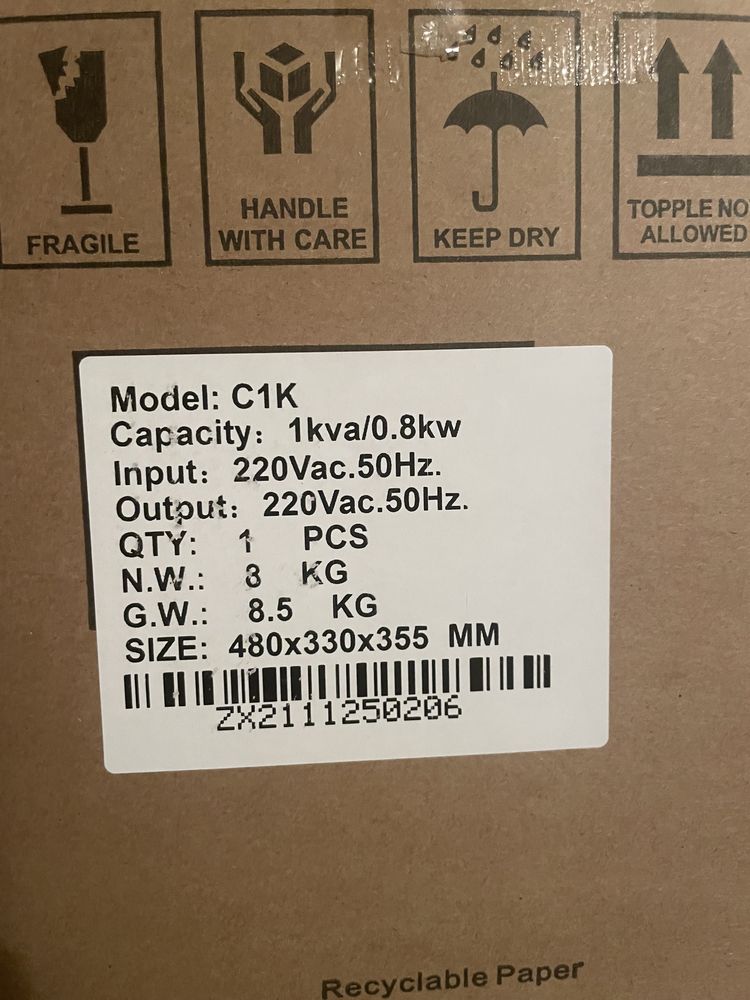 FRAGILE
HANDLE
WITH CARE
KEEP DRY
TOPPLE NO
ALLOWED
Model: C1K
Capacity: 1kva/0.8kw
Input: 220Vac.50Hz.
Output: 220Vac.50Hz.
QTY: 1 PCS
N.W.: 8 KG
G.W.: 8.5 KG
SIZE: 480x330x355 MM
ZX2111250206
Recyclable Paper